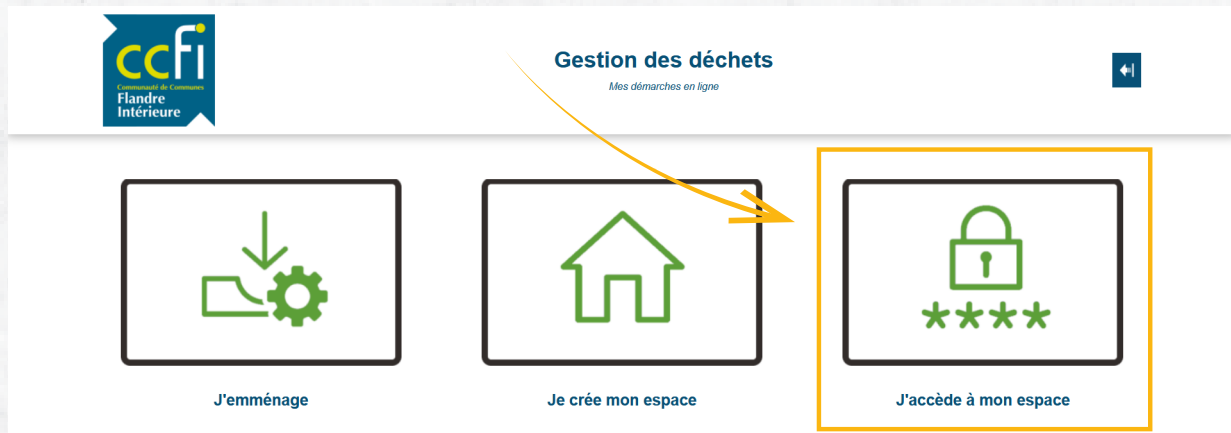 ccfi
Communauté de Communes
Flandre
Intérieure
Gestion des déchets
Mes démarches en ligne
****
J'emménage
Je crée mon espace
J'accède à mon espace